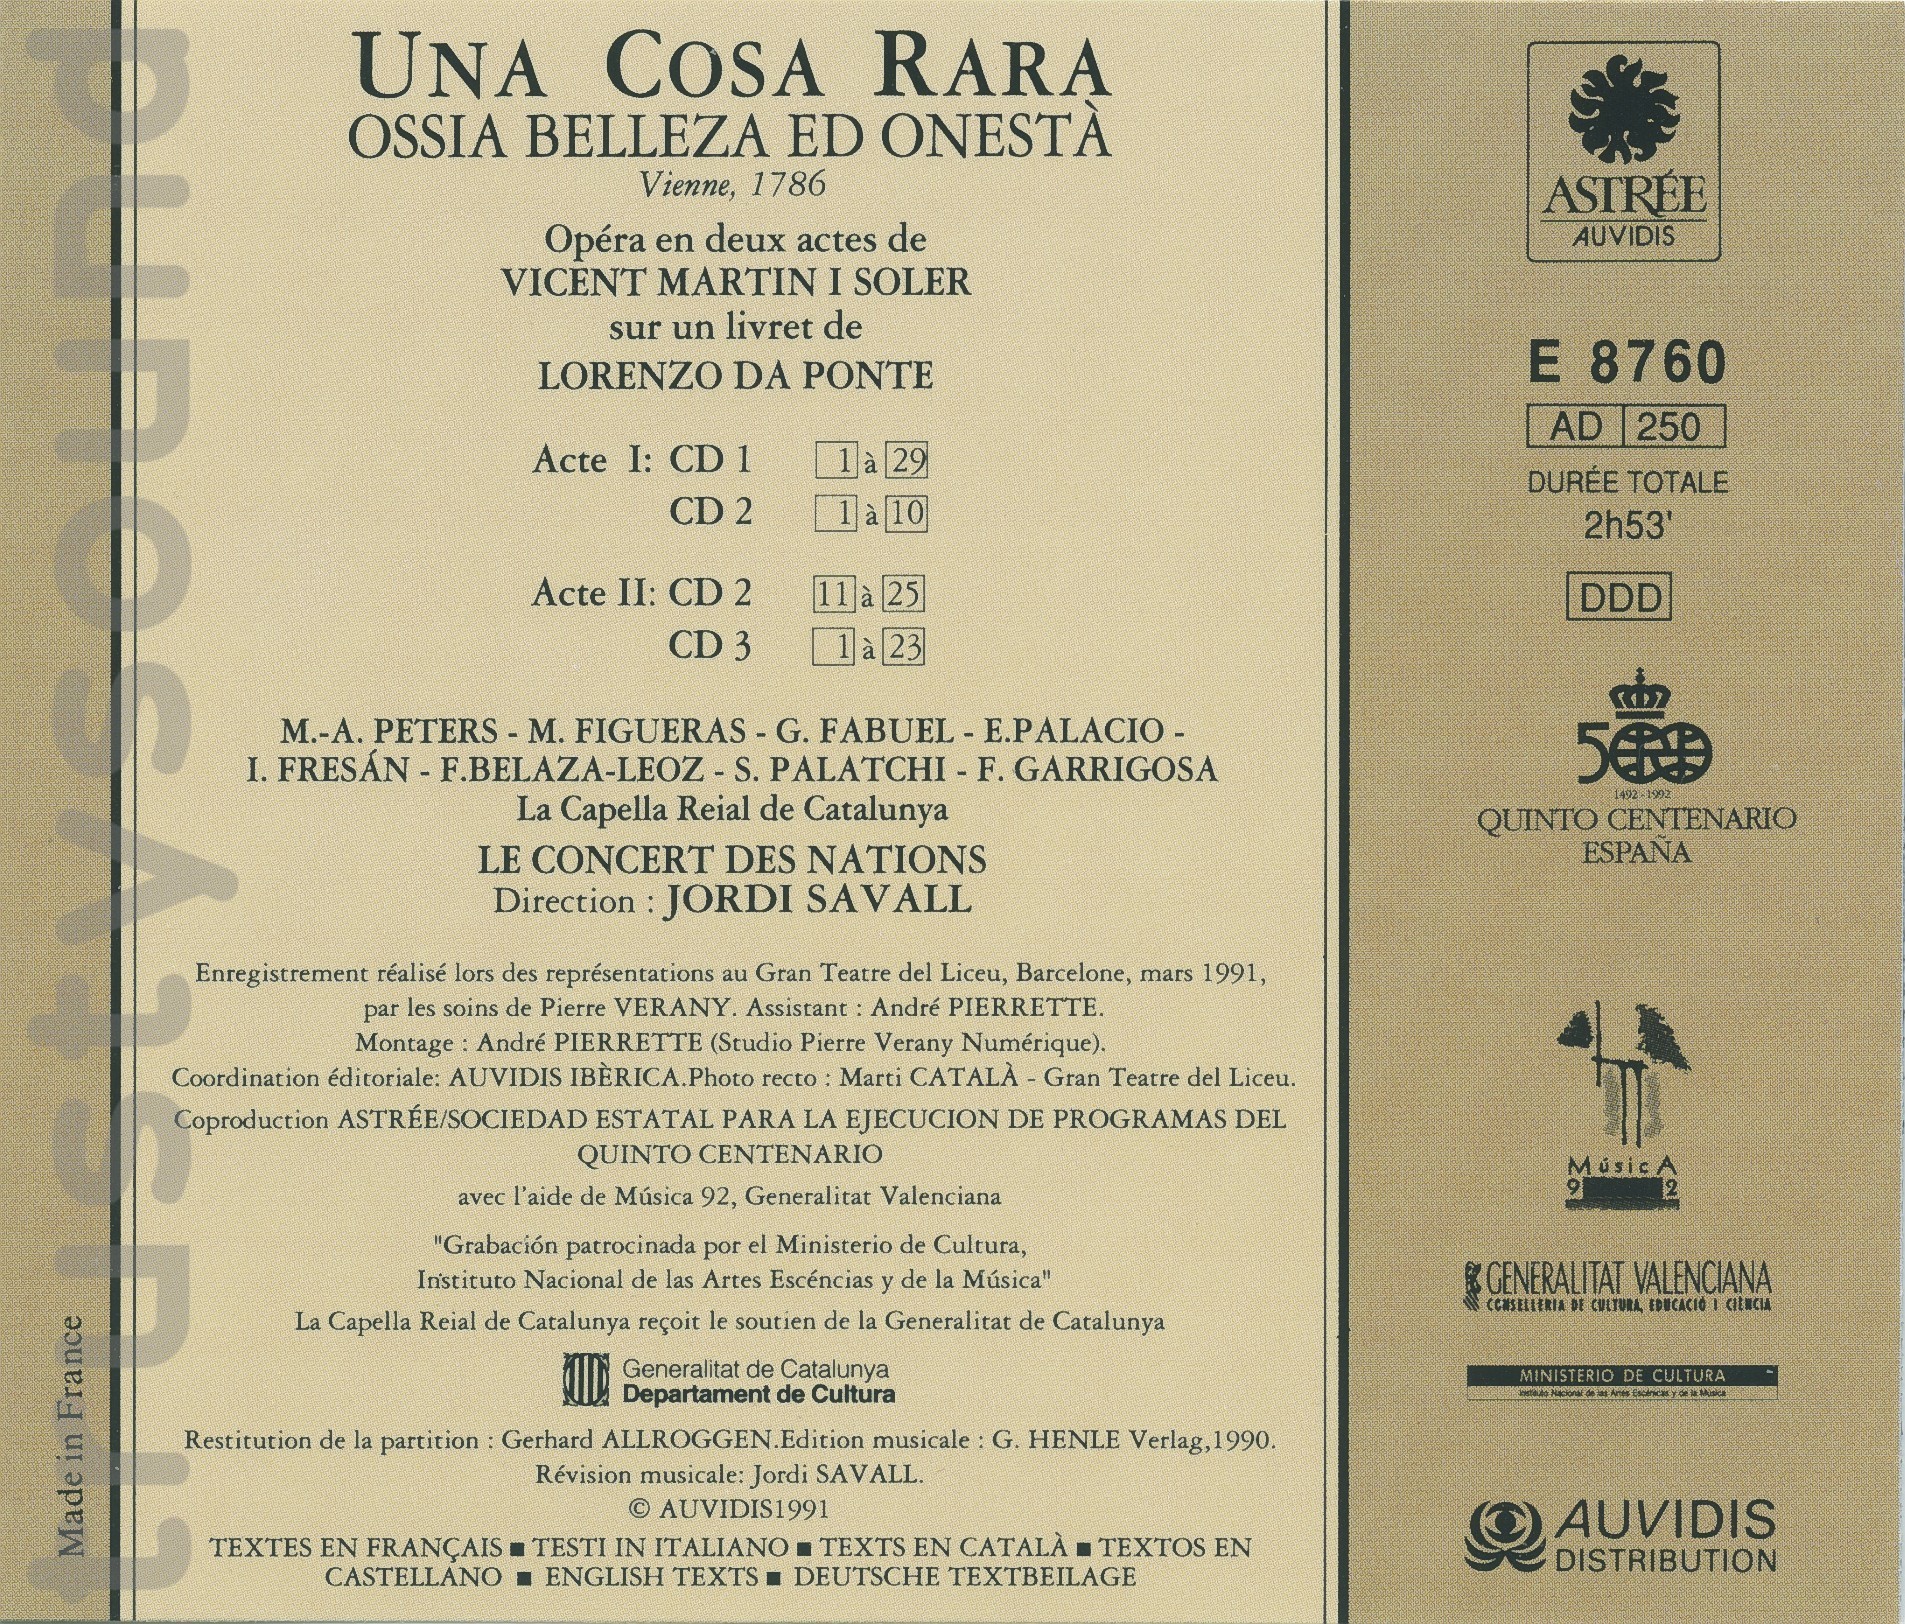 UNA COSA RARA
OSSIA BELLEZA ED ONESTÀ
Vienne, 1786
Opéra en deux actes de
VICENT MARTIN I SOLER
sur un livret de
LORENZO DA PONTE
Acte I: CD 1 1 à 29
CD 2 1 à 10
Acte II: CD 2 11 à 25
CD 3 1 à 23
M.-A. PETERS - M. FIGUERAS - G. FABUEL - E.PALACIO -
I. FRESÁN - F.BELAZA-LEOZ - S. PALATCHI - F. GARRIGOSA
La Capella Reial de Catalunya
LE CONCERT DES NATIONS
Direction : JORDI SAVALL
Enregistrement réalisé lors des représentations au Gran Teatre del Liceu, Barcelone, mars 1991,
par les soins de Pierre VERANY. Assistant : André PIERRETTE.
Montage : André PIERRETTE (Studio Pierre Verany Numérique).
Coordination éditoriale: AUVIDIS IBÈRICA.Photo recto : Marti CATALÀ - Gran Teatre del Liceu.
Coproduction ASTRÉE/SOCIEDAD ESTATAL PARA LA EJECUCION DE PROGRAMAS DEL
QUINTO CENTENARIO
avec l'aide de Música 92, Generalitat Valenciana
"Grabación patrocinada por el Ministerio de Cultura,
Instituto Nacional de las Artes Escéncias y de la Música"
La Capella Reial de Catalunya reçoit le soutien de la Generalitat de Catalunya
Generalitat de Catalunya
Departament de Cultura
Restitution de la partition : Gerhard ALLROGGEN.Edition musicale : G. HENLE Verlag,1990.
Révision musicale: Jordi SAVALL.
© AUVIDIS1991
TEXTES EN FRANÇAIS ■ TESTI IN ITALIANO ■ TEXTS EN CATALÀ ■ TEXTOS EN
CASTELLANO ■ ENGLISH TEXTS ■ DEUTSCHE TEXTBEILAGE
Made in France
ASTRÉE
AUVIDIS
E 8760
AD 250
DURÉE TOTALE
2h53'
DDD
500
1492 - 1992
QUINTO CENTENARIO
ESPAÑA
MúsicA
92
GENERALITAT VALENCIANA
CONSELLERIA DE CULTURA, EDUCACIÓ I CIÈNCIA
MINISTERIO DE CULTURA
Instituto Nacional de las Artes Escénicas y de la Música
AUVIDIS
DISTRIBUTION